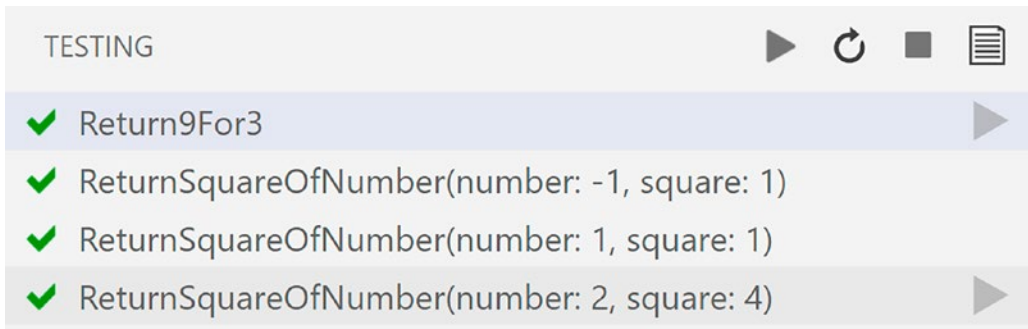 TESTING
Return9For3
ReturnSquareOfNumber(number: -1, square: 1)
ReturnSquareOfNumber(number: 1, square: 1)
ReturnSquareOfNumber(number: 2, square: 4)